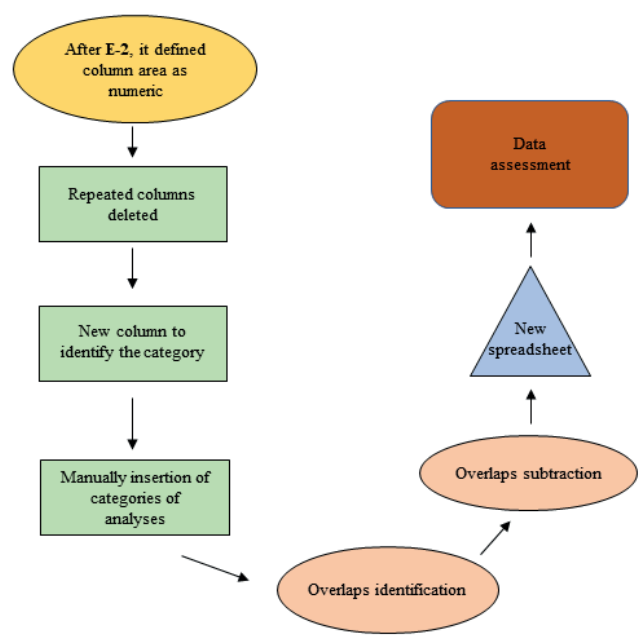 After E-2, it defined
column area as
numeric
Repeated columns
deleted
New column to
identify the category
Manually insertion of
categories of
analyses
Overlaps identification
Overlaps subtraction
New
spreadsheet
Data
assessment